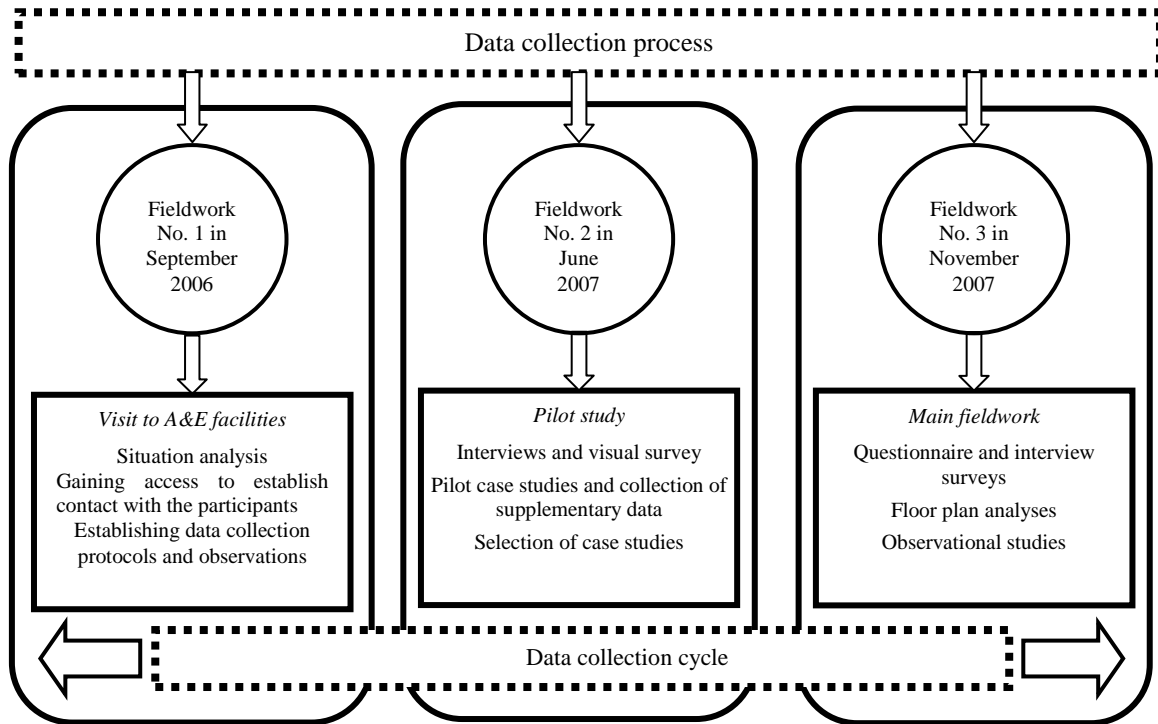 Data collection process
Fieldwork
No. 1 in
September
2006
Visit to A&E facilities
Situation analysis
Gaining access to establish
contact with the participants
Establishing data collection
protocols and observations
Fieldwork
No. 2 in
June
2007
Pilot study
Interviews and visual survey
Pilot case studies and collection of
supplementary data
Selection of case studies
Fieldwork
No. 3 in
November
2007
Main fieldwork
Questionnaire and interview
surveys
Floor plan analyses
Observational studies
Data collection cycle